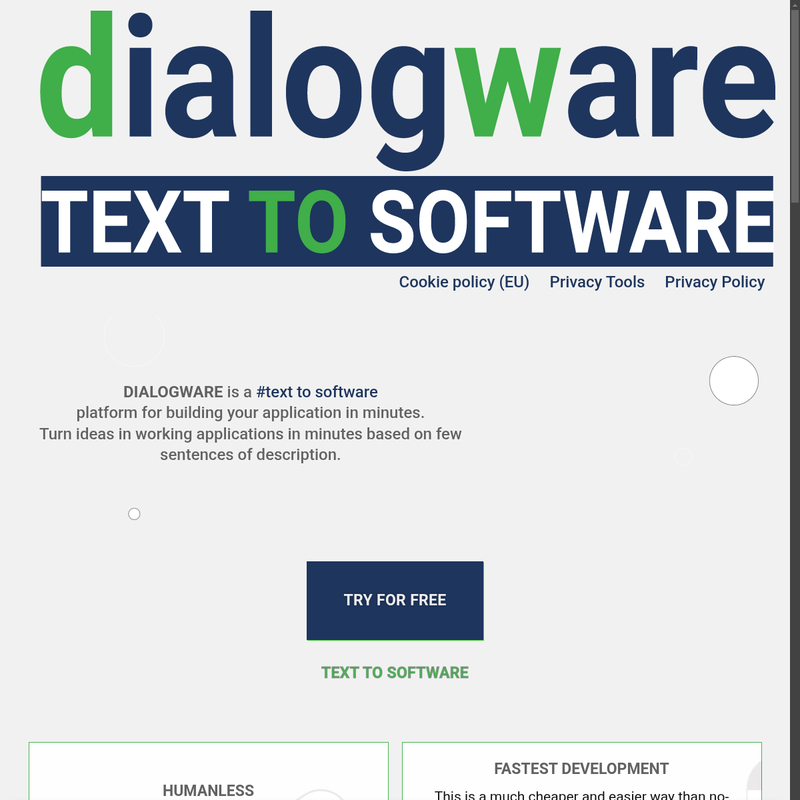 dialogware
TEXT TO SOFTWARE
Cookie policy (EU) Privacy Tools Privacy Policy
DIALOGWARE is a #text to software
platform for building your application in minutes.
Turn ideas in working applications in minutes based on few
sentences of description.
TRY FOR FREE
TEXT TO SOFTWARE
FASTEST DEVELOPMENT
HUMANLESS
This is a much cheaper and easier way than no-